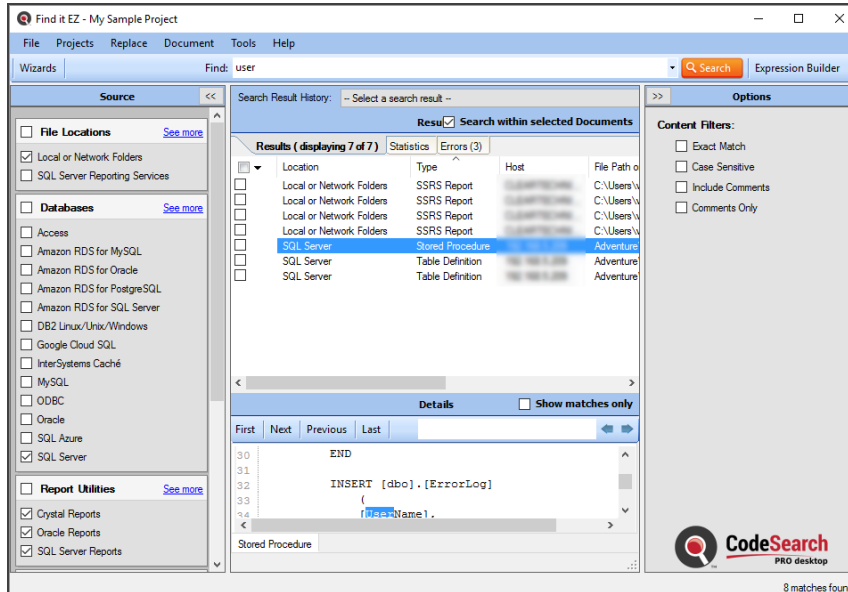 Find it EZ - My Sample Project
File Projects Replace Document Tools Help
Wizards Find: user Search Expression Builder
Source <<
File Locations See more
Local or Network Folders
SQL Server Reporting Services
Databases See more
Access
Amazon RDS for MySQL
Amazon RDS for Oracle
Amazon RDS for PostgreSQL
Amazon RDS for SQL Server
DB2 Linux/Unix/Windows
Google Cloud SQL
InterSystems Caché
MySQL
ODBC
Oracle
SQL Azure
SQL Server
Report Utilities See more
Crystal Reports
Oracle Reports
SQL Server Reports
Search Result History: -- Select a search result --
Resu Search within selected Documents
Results ( displaying 7 of 7 ) Statistics Errors (3)
Location Type Host File Path o
Local or Network Folders SSRS Report C:\Users\v
Local or Network Folders SSRS Report C:\Users\v
Local or Network Folders SSRS Report C:\Users\v
Local or Network Folders SSRS Report C:\Users\v
SQL Server Stored Procedure Adventure
SQL Server Table Definition Adventure
SQL Server Table Definition Adventure
Details Show matches only
First Next Previous Last
30 END
31
32 INSERT [dbo].[ErrorLog]
33 (
34 [UserName],
Stored Procedure
>> Options
Content Filters:
Exact Match
Case Sensitive
Include Comments
Comments Only
CodeSearch
PRO desktop
8 matches foun